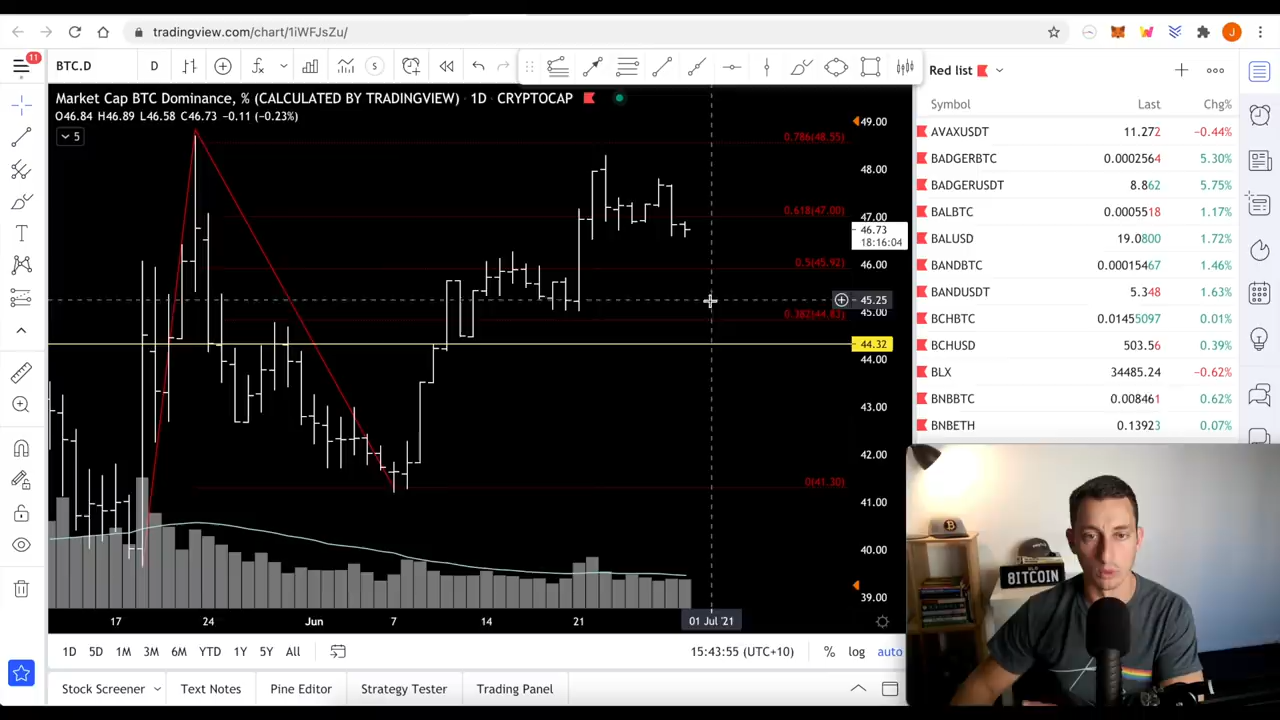 tradingview.com/chart/1iWFJsZu/
J
11
BTC.D
D
S
Red list
Market Cap BTC Dominance, % (CALCULATED BY TRADINGVIEW) · 1D · CRYPTOCAP
O46.84 H46.89 L46.58 C46.73 −0.11 (−0.23%)
5
Symbol Last Chg%
AVAXUSDT 11.272 −0.44%
BADGERBTC 0.0002564 5.30%
BADGERUSDT 8.862 5.75%
BALBTC 0.0005518 1.17%
BALUSD 19.0800 1.72%
BANDBTC 0.00015467 1.46%
BANDUSDT 5.348 1.63%
BCHBTC 0.01455097 0.01%
BCHUSD 503.56 0.39%
BLX 34485.24 −0.62%
BNBBTC 0.008461 0.62%
BNBETH 0.13923 0.07%
0.786(48.55)
0.618(47.00)
0.5(45.92)
0.382(44.83)
0(41.30)
49.00
48.00
47.00
46.73
18:16:04
46.00
45.25
45.00
44.32
44.00
43.00
42.00
41.00
40.00
39.00
17 24 Jun 7 14 21 01 Jul '21
1D 5D 1M 3M 6M YTD 1Y 5Y All
15:43:55 (UTC+10) % log auto
Stock Screener Text Notes Pine Editor Strategy Tester Trading Panel
B
BITCOIN